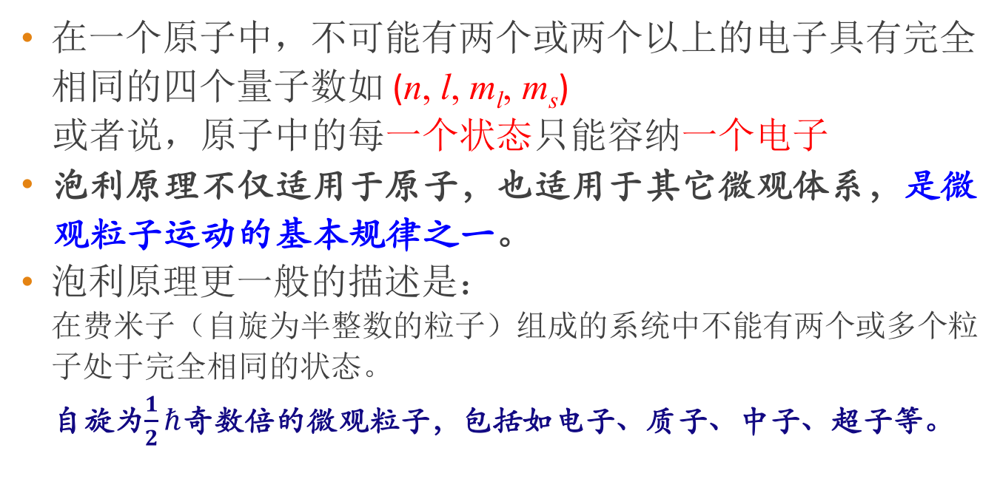 • 在一个原子中，不可能有两个或两个以上的电子具有完全
相同的四个量子数如 (n, l, mₗ, mₛ)
或者说，原子中的每一个状态只能容纳一个电子
• 泡利原理不仅适用于原子，也适用于其它微观体系，是微
观粒子运动的基本规律之一。
• 泡利原理更一般的描述是：
在费米子（自旋为半整数的粒子）组成的系统中不能有两个或多个粒
子处于完全相同的状态。
自旋为1/2 ℏ奇数倍的微观粒子，包括如电子、质子、中子、超子等。